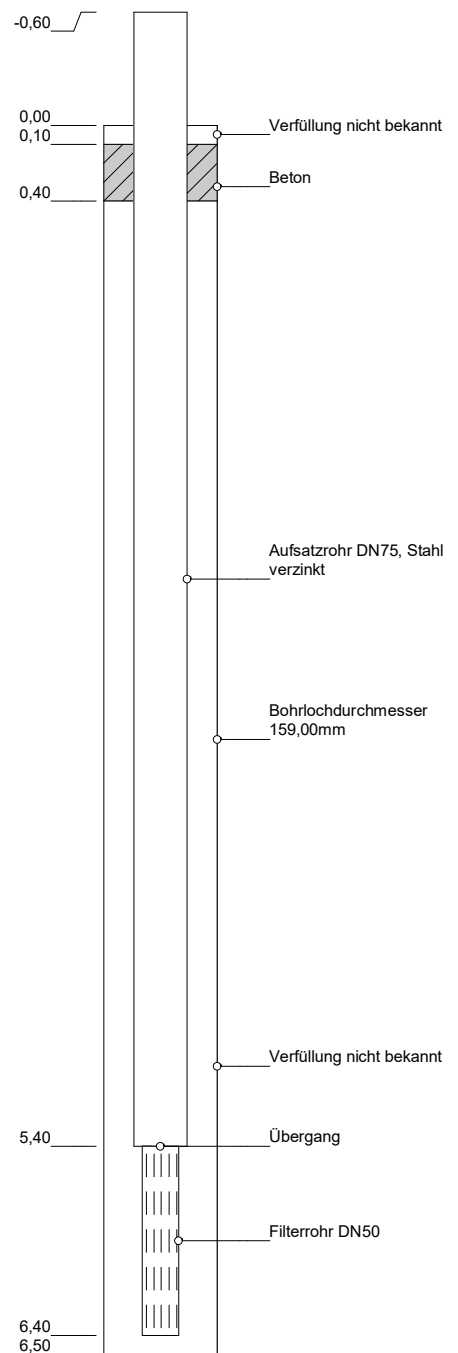 -0,60
0,00
0,10
Verfüllung nicht bekannt
Beton
0,40
Aufsatzrohr DN75, Stahl
verzinkt
Bohrlochdurchmesser
159,00mm
Verfüllung nicht bekannt
5,40
Übergang
Filterrohr DN50
6,40
6,50